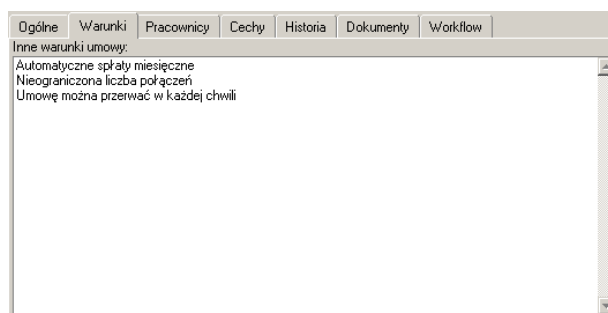 Ogólne Warunki Pracownicy Cechy Historia Dokumenty Workflow
Inne warunki umowy:
Automatyczne spłaty miesięczne
Nieograniczona liczba połączeń
Umowę można przerwać w każdej chwili